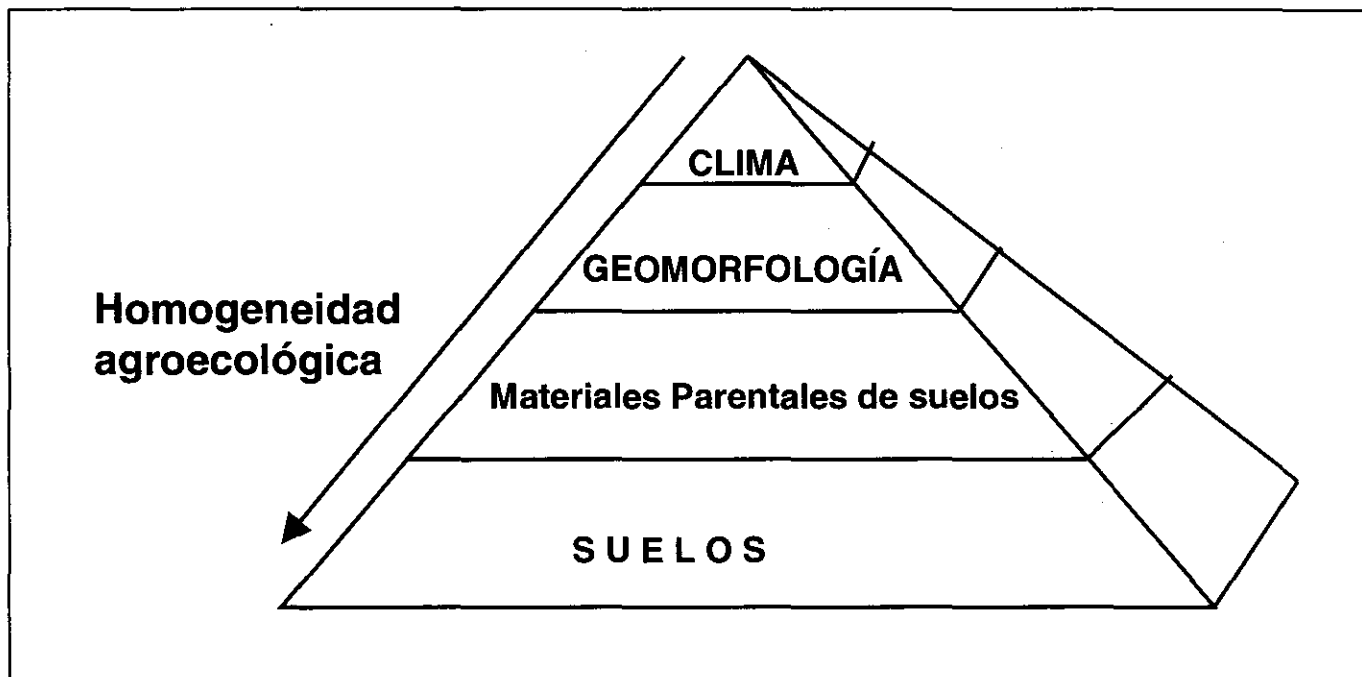 CLIMA
GEOMORFOLOGÍA
Homogeneidad
agroecológica
Materiales Parentales de suelos
SUELOS